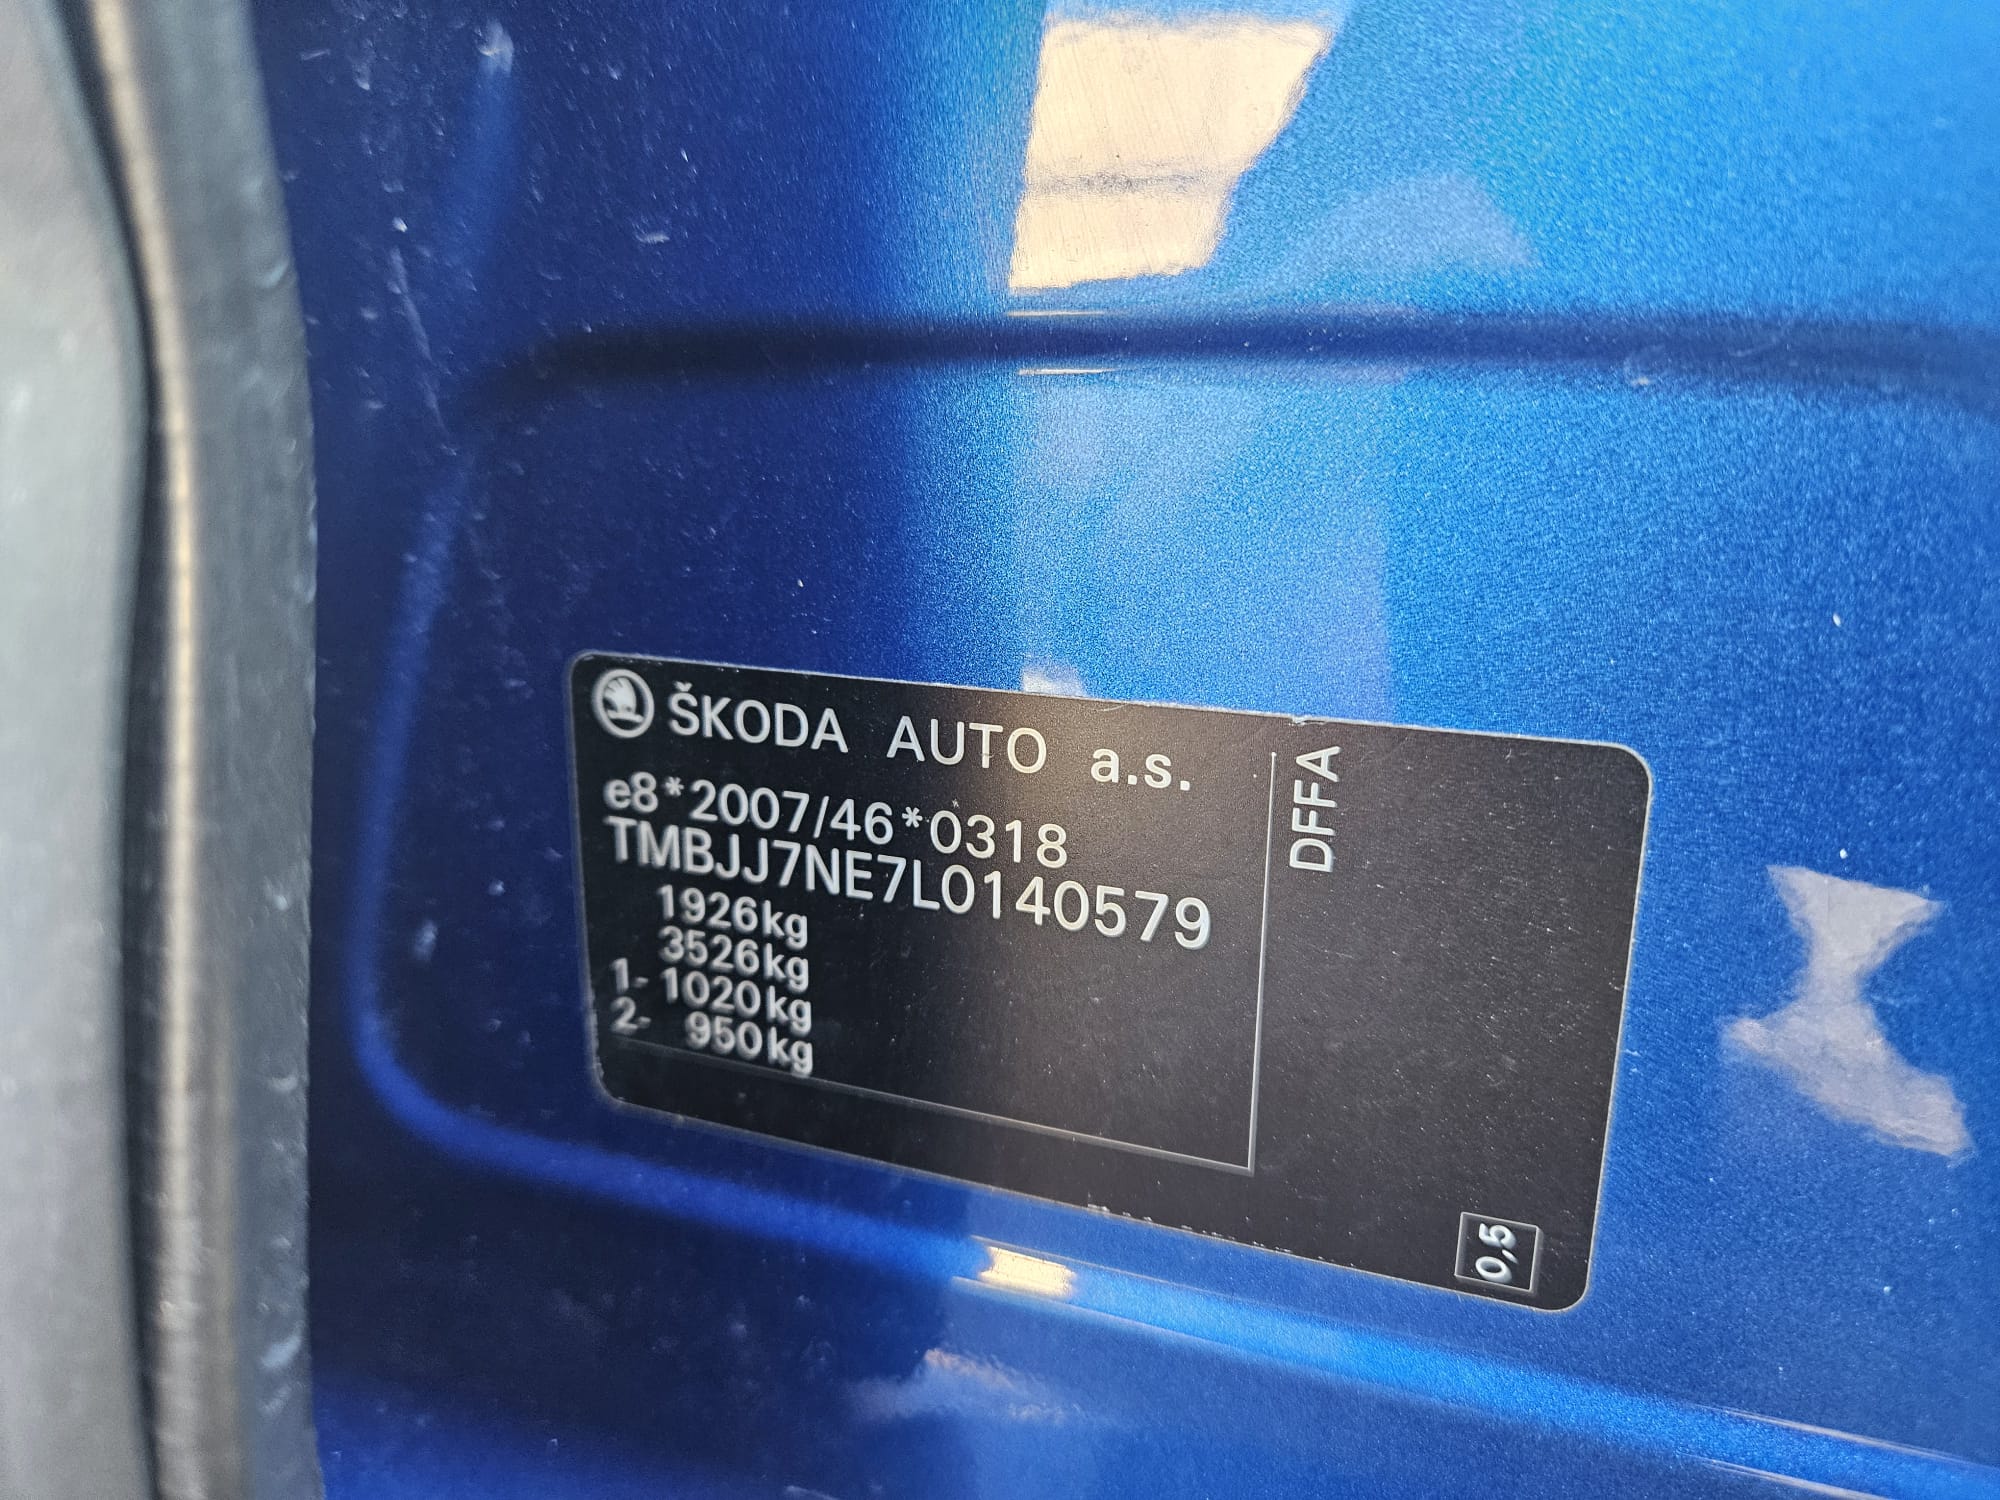 ŠKODA AUTO a.s.
e8*2007/46*0318
TMBJJ7NE7L0140579
1926kg
3526kg
1- 1020kg
2- 950kg
DFFA
0,5